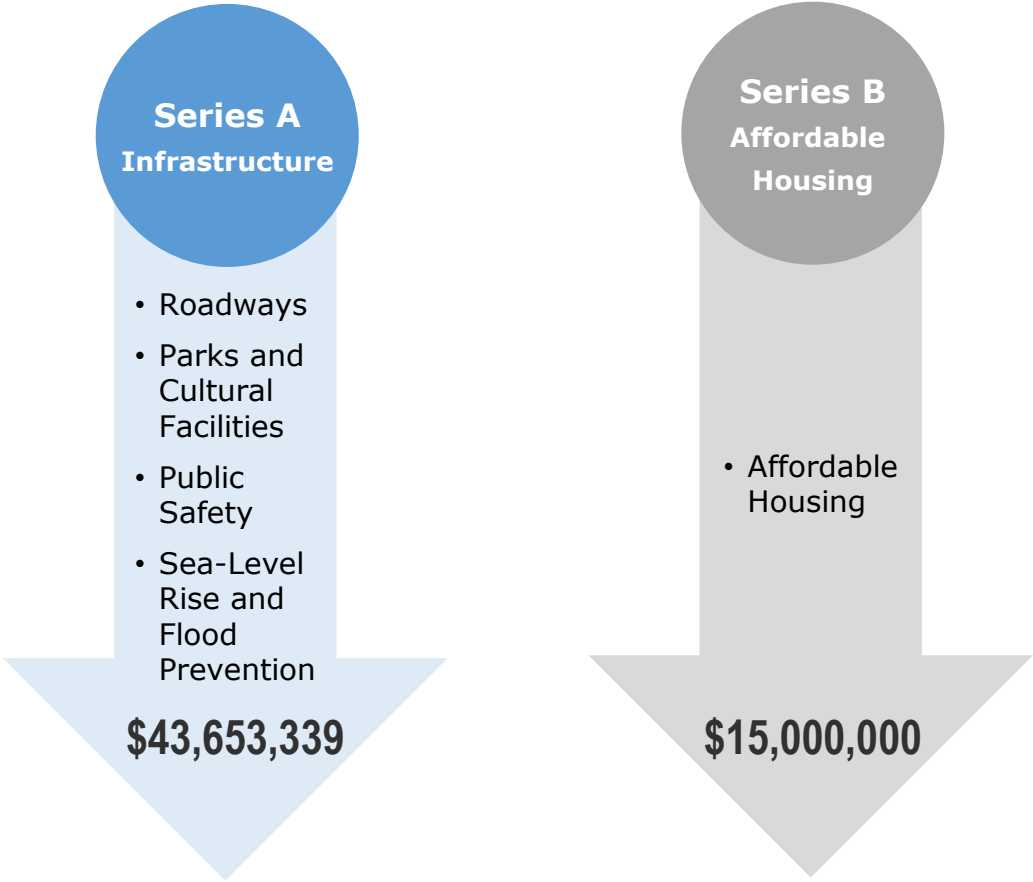 Series A
Infrastructure
• Roadways
• Parks and
Cultural
Facilities
• Public
Safety
• Sea-Level
Rise and
Flood
Prevention
$43,653,339
Series B
Affordable
Housing
• Affordable
Housing
$15,000,000